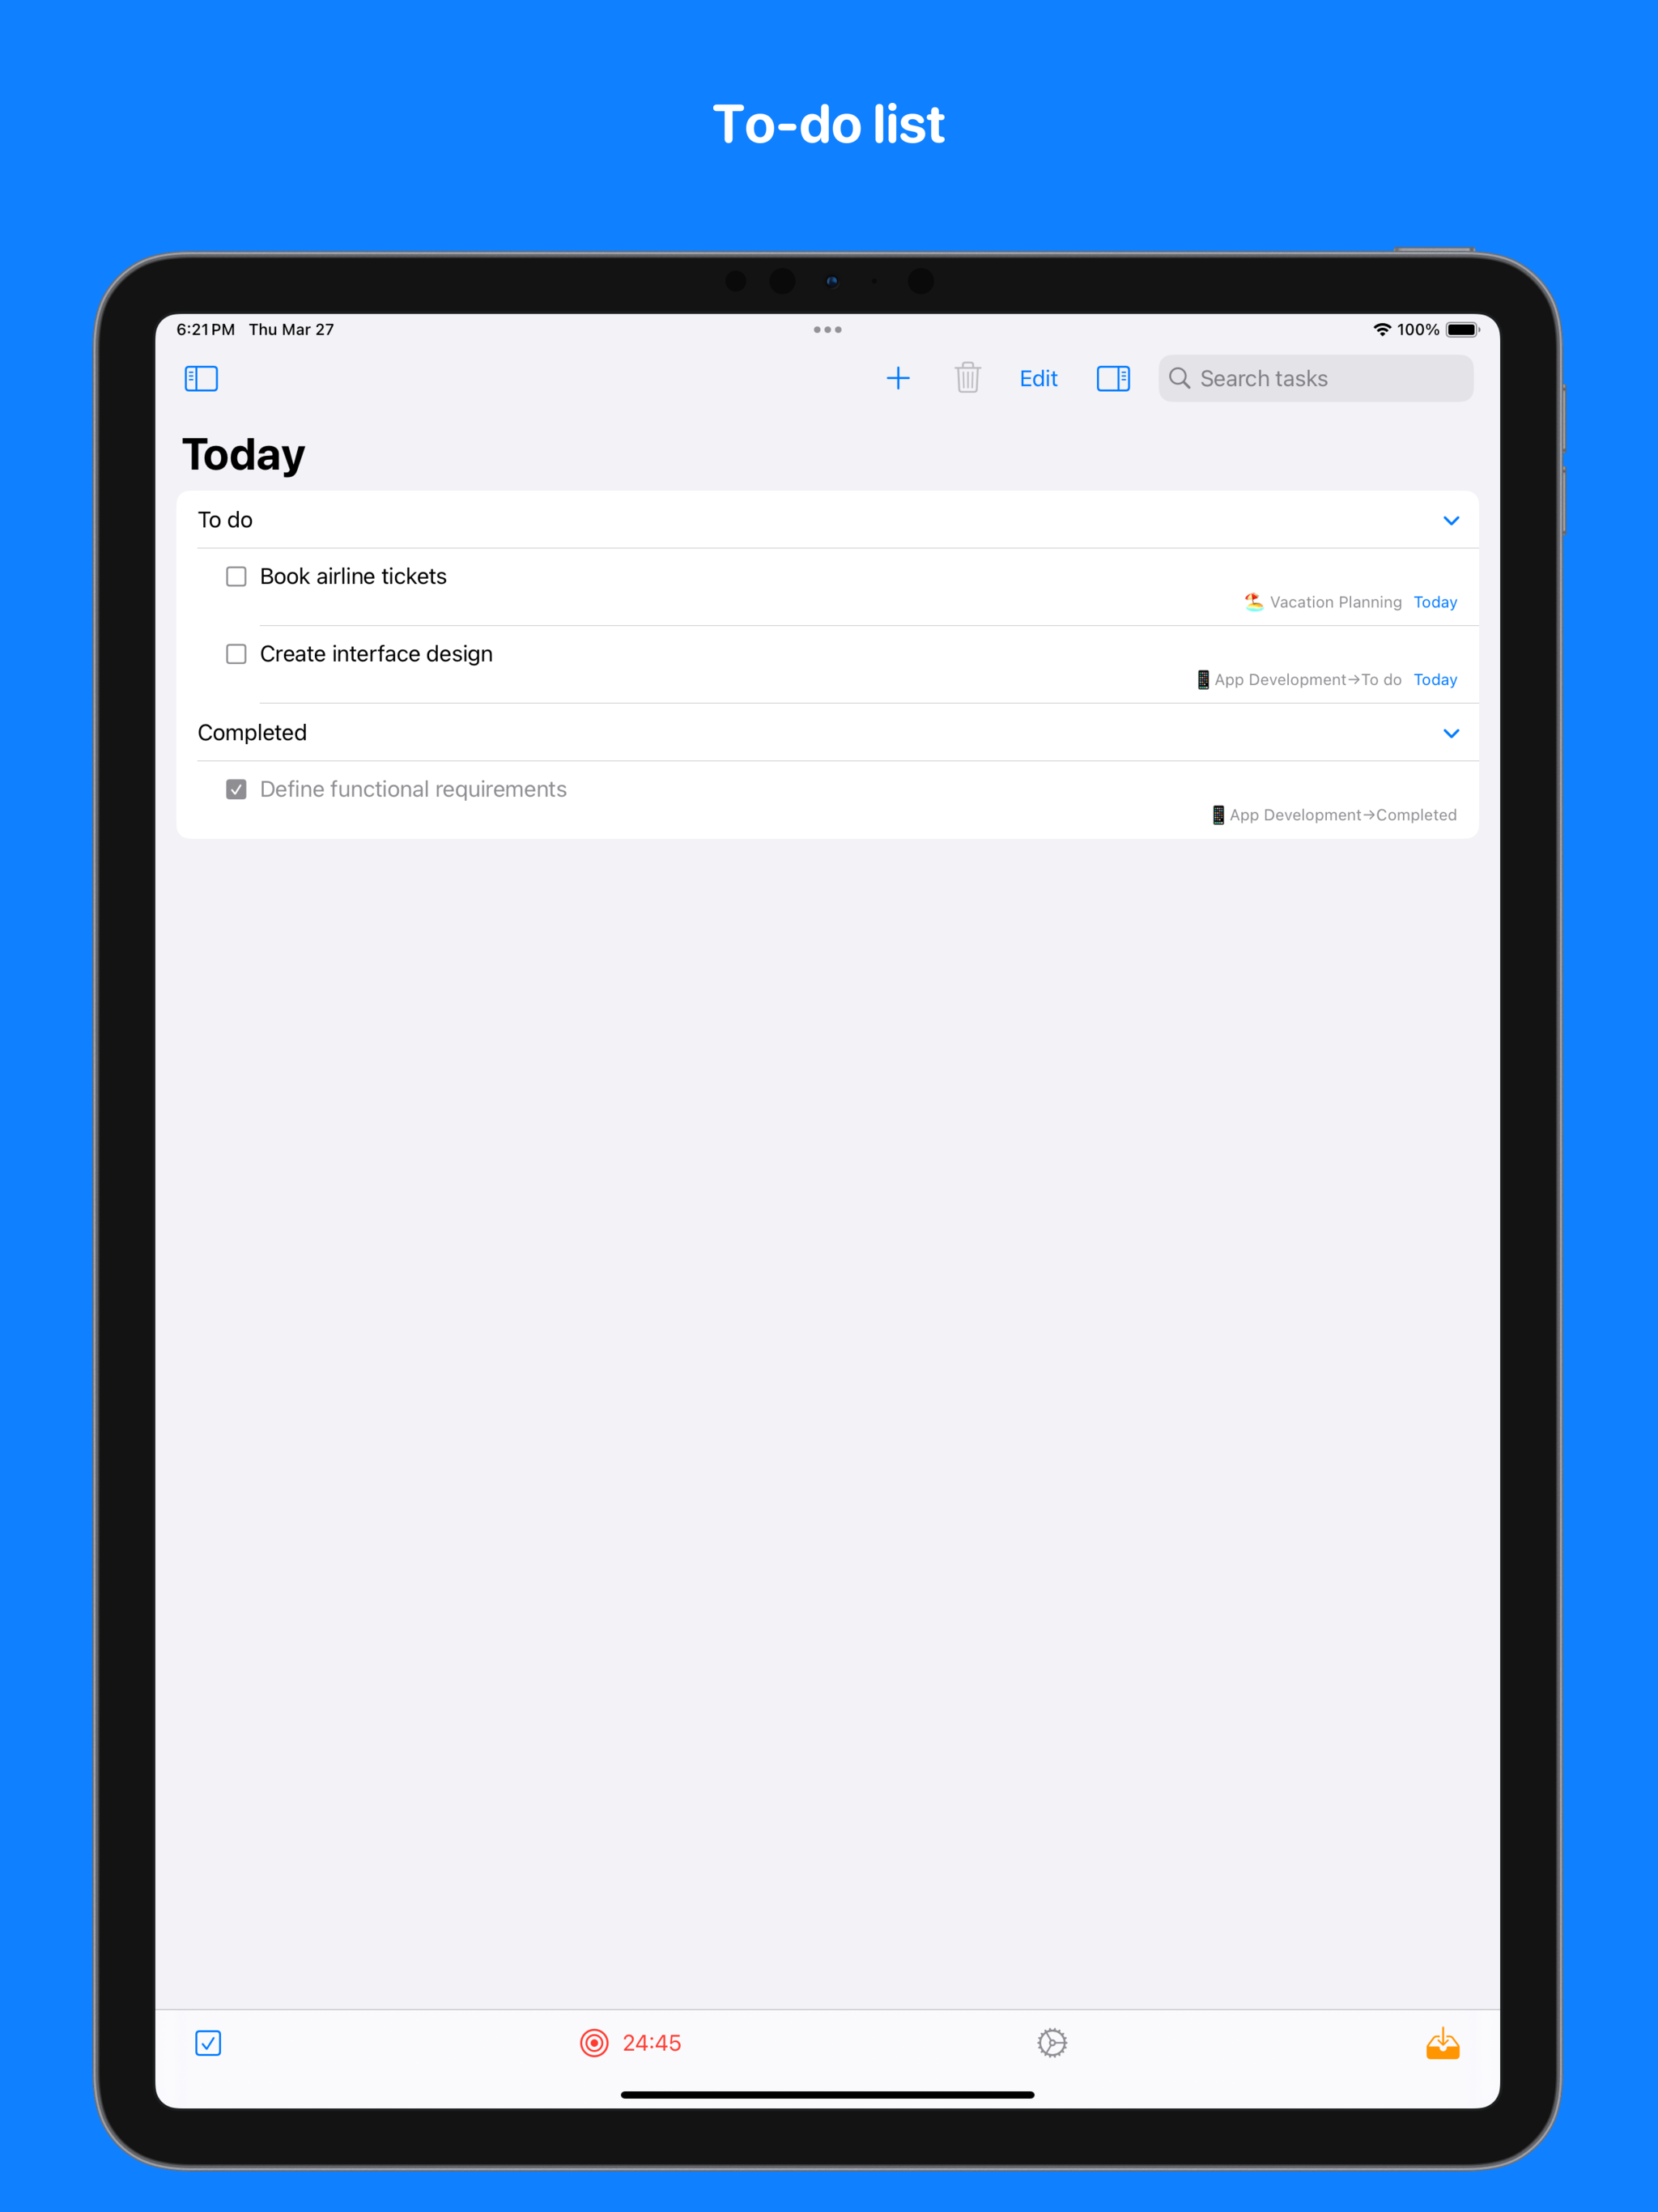 To-do list
6:21 PM Thu Mar 27
100%
Edit
Search tasks
Today
To do
Book airline tickets
🏖️ Vacation Planning Today
Create interface design
📱App Development→To do Today
Completed
Define functional requirements
📱App Development→Completed
24:45